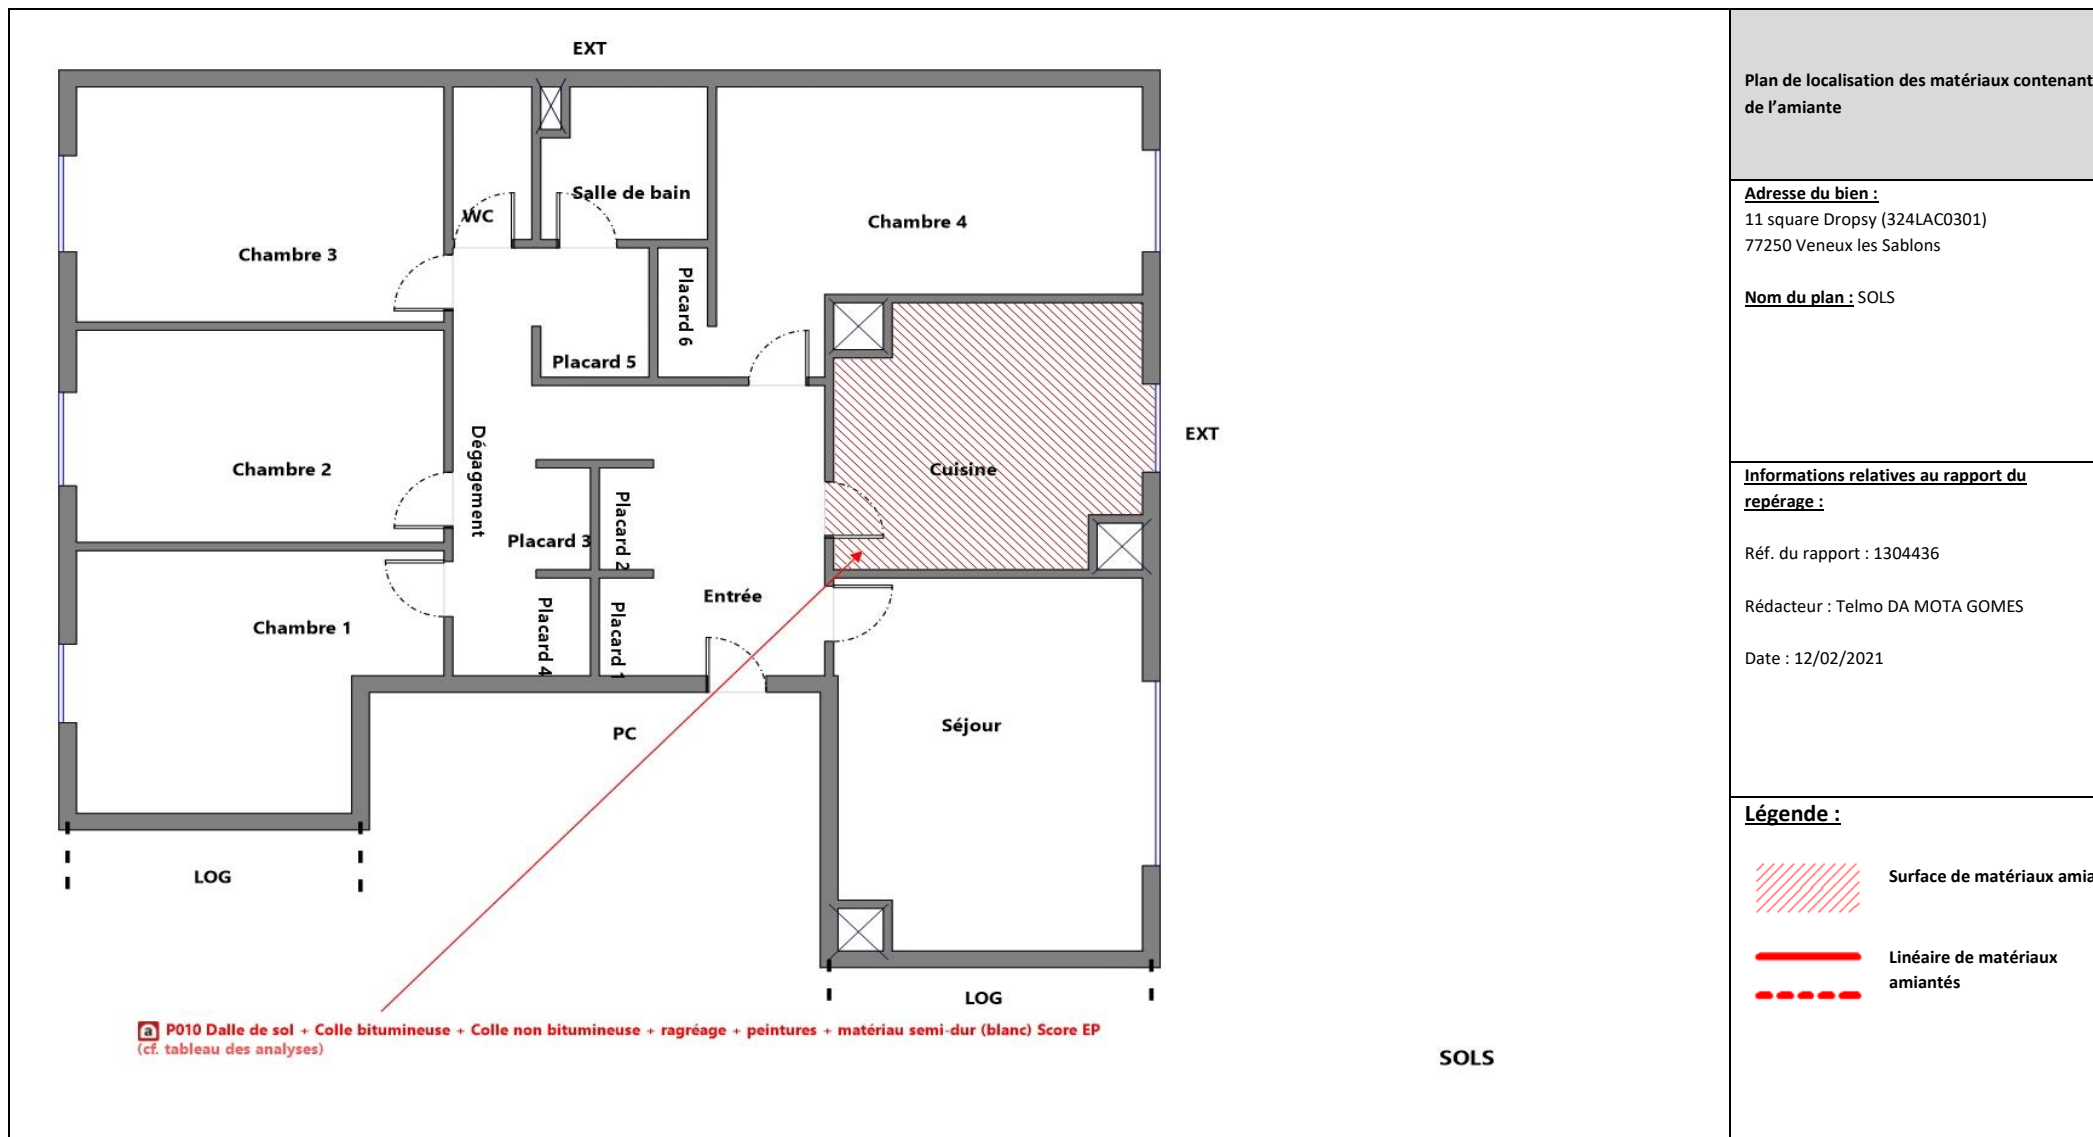 EXT
Salle de bain
WC
Chambre 4
Chambre 3
Placard 6
Placard 5
Dégagement
EXT
Chambre 2
Cuisine
Placard 3
Placard 2
Entrée
Placard 4
Placard 1
Chambre 1
Séjour
PC
LOG
LOG
a P010 Dalle de sol + Colle bitumineuse + Colle non bitumineuse + ragréage + peintures + matériau semi-dur (blanc) Score EP
(cf. tableau des analyses)
SOLS
Plan de localisation des matériaux contenant
de l’amiante
Adresse du bien :
11 square Dropsy (324LAC0301)
77250 Veneux les Sablons
Nom du plan : SOLS
Informations relatives au rapport du
repérage :
Réf. du rapport : 1304436
Rédacteur : Telmo DA MOTA GOMES
Date : 12/02/2021
Légende :
Surface de matériaux amia
Linéaire de matériaux
amiantés